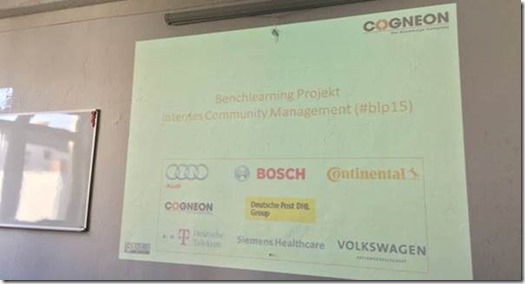 COGNEON
Benchlearning Projekt
Internes Community Management (#blp15)
Audi
BOSCH
Continental
COGNEON
Deutsche Post DHL
Group
T Deutsche
Telekom
Siemens Healthcare
VOLKSWAGEN
AKTIENGESELLSCHAFT